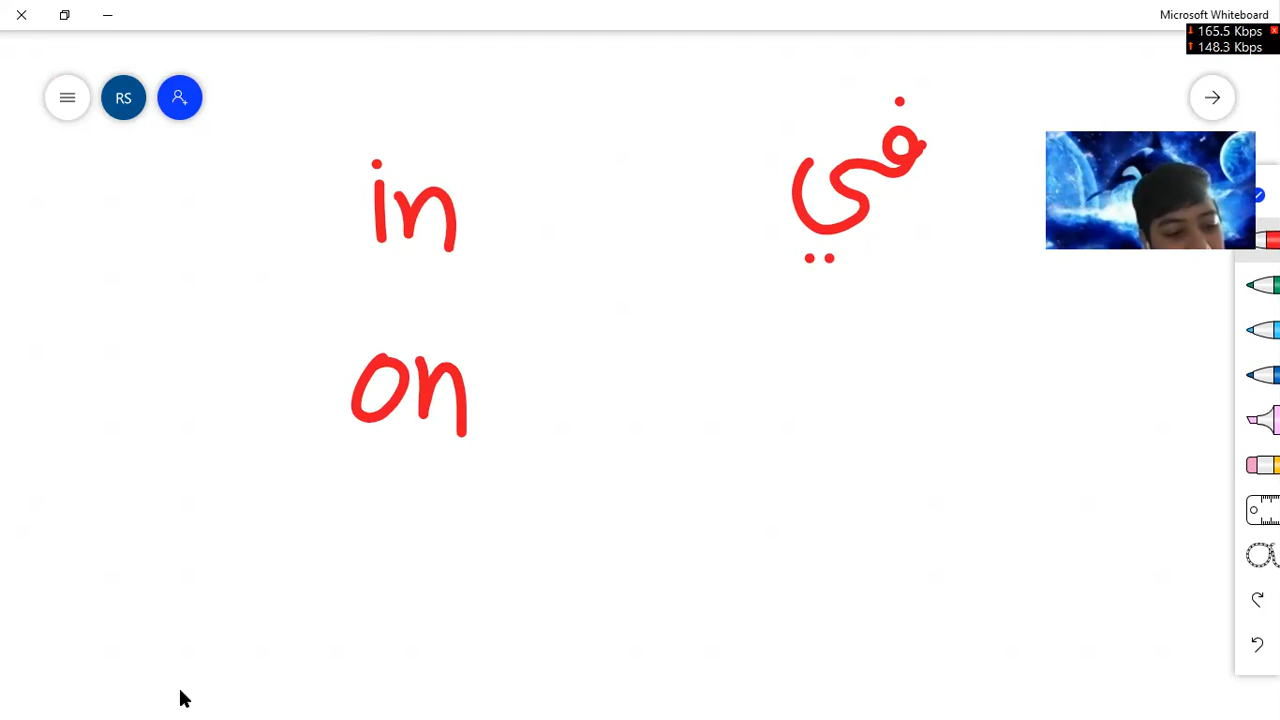 Microsoft Whiteboard
165.5 Kbps
148.3 Kbps
RS
in في
on